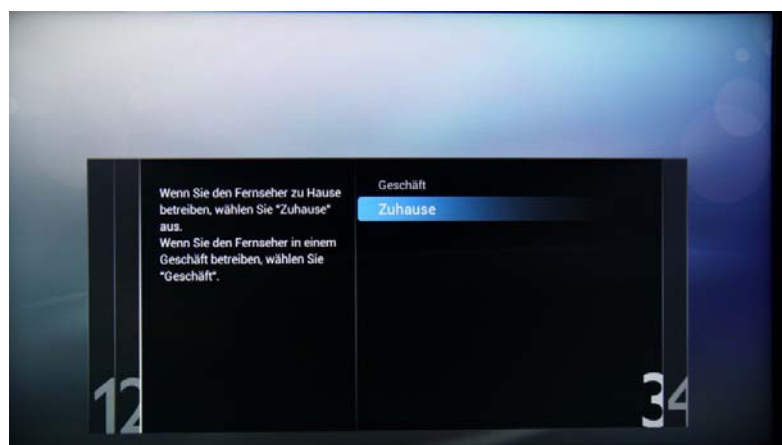 Wenn Sie den Fernseher zu Hause
betreiben, wählen Sie "Zuhause"
aus.
Wenn Sie den Fernseher in einem
Geschäft betreiben, wählen Sie
"Geschäft".
Geschäft
Zuhause
12
34